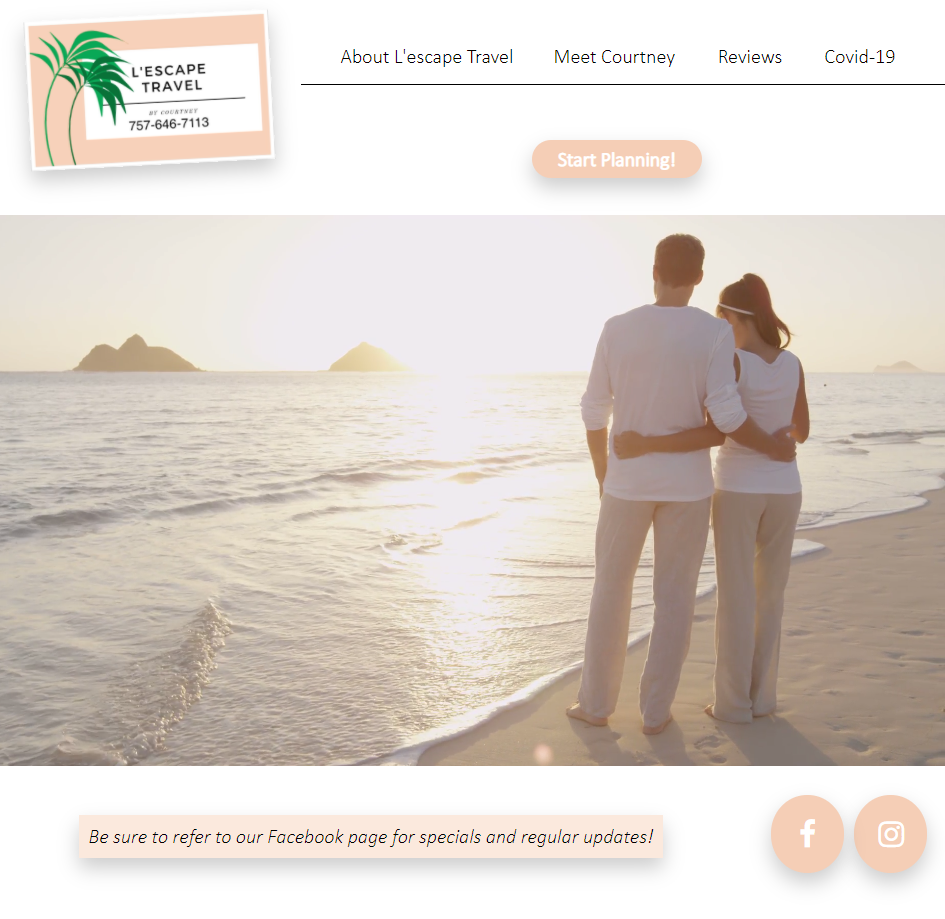 L'ESCAPE
TRAVEL
BY COURTNEY
757-646-7113
About L'escape Travel
Meet Courtney
Reviews
Covid-19
Start Planning!
Be sure to refer to our Facebook page for specials and regular updates!